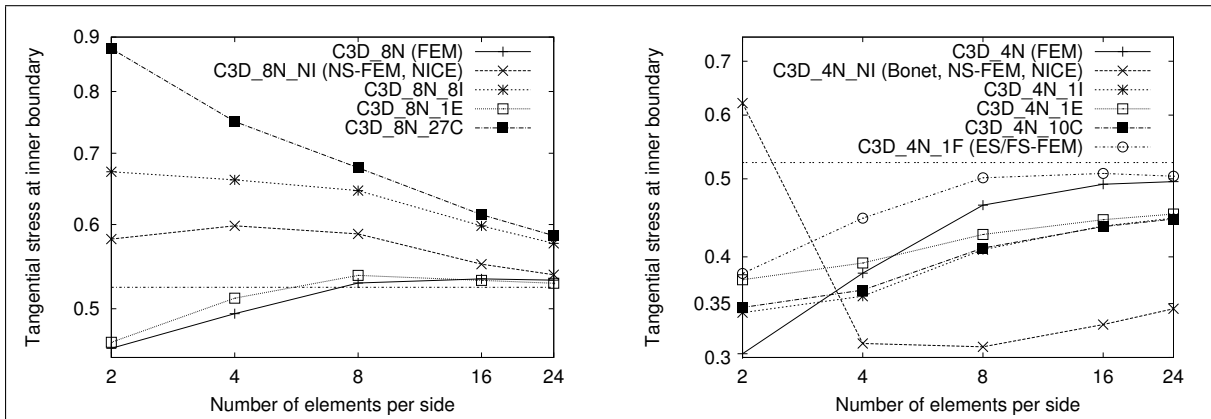 Tangential stress at inner boundary
0.9
0.8
0.7
0.6
0.5
C3D_8N (FEM)
C3D_8N_NI (NS-FEM, NICE)
C3D_8N_8I
C3D_8N_1E
C3D_8N_27C
2
4
8
16
24
Number of elements per side
Tangential stress at inner boundary
0.7
0.6
0.5
0.4
0.35
0.3
C3D_4N (FEM)
C3D_4N_NI (Bonet, NS-FEM, NICE)
C3D_4N_1I
C3D_4N_1E
C3D_4N_10C
C3D_4N_1F (ES/FS-FEM)
2
4
8
16
24
Number of elements per side